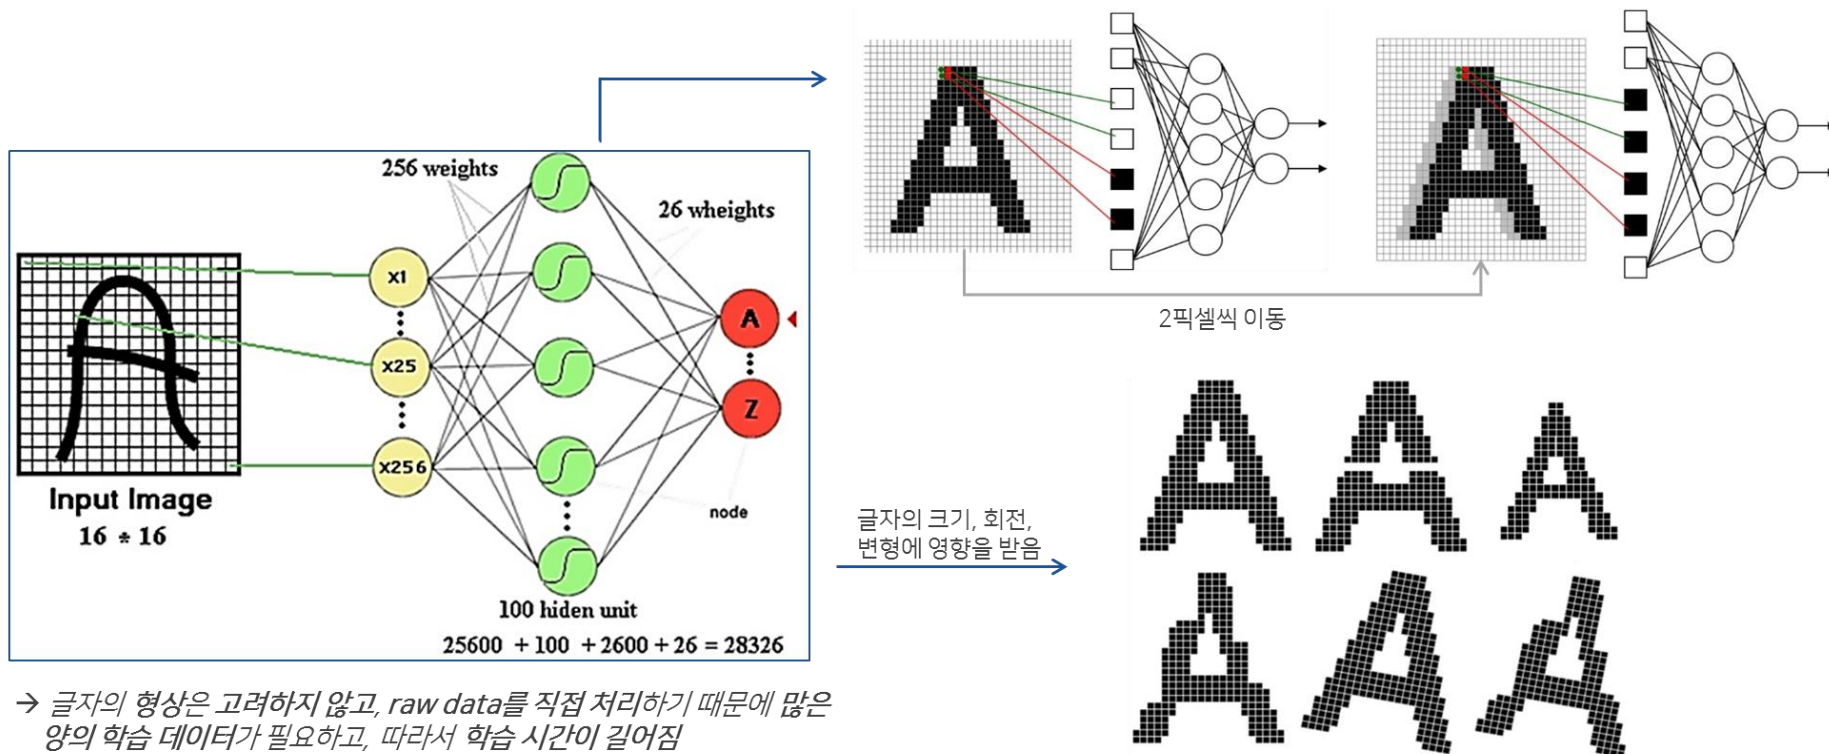 256 weights
26 wheights
x1
x25
x256
A
Z
Input Image
16 * 16
node
100 hiden unit
25600 + 100 + 2600 + 26 = 28326
2픽셀씩 이동
글자의 크기, 회전,
변형에 영향을 받음
→ 글자의 형상은 고려하지 않고, raw data를 직접 처리하기 때문에 많은
양의 학습 데이터가 필요하고, 따라서 학습 시간이 길어짐